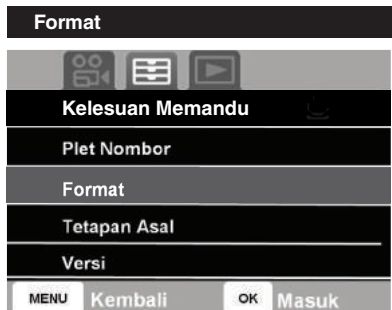 Format
Kelesuan Memandu
Plet Nombor
Format
Tetapan Asal
Versi
MENU Kembali OK Masuk